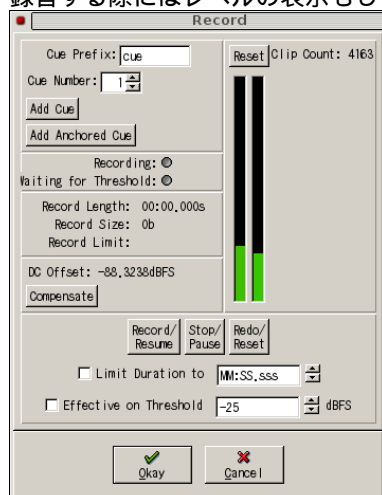 録音する際にはレベルの表示もし
Record
Cue Prefix: cue
Cue Number: 1
Add Cue
Add Anchored Cue
Recording:
Waiting for Threshold:
Record Length: 00:00.000s
Record Size: 0b
Record Limit:
DC Offset: -88.3238dBFS
Compensate
Reset Clip Count: 4163
Record/ Resume
Stop/ Pause
Redo/ Reset
Limit Duration to MM:SS.sss
Effective on Threshold -25 dBFS
Okay
Cancel